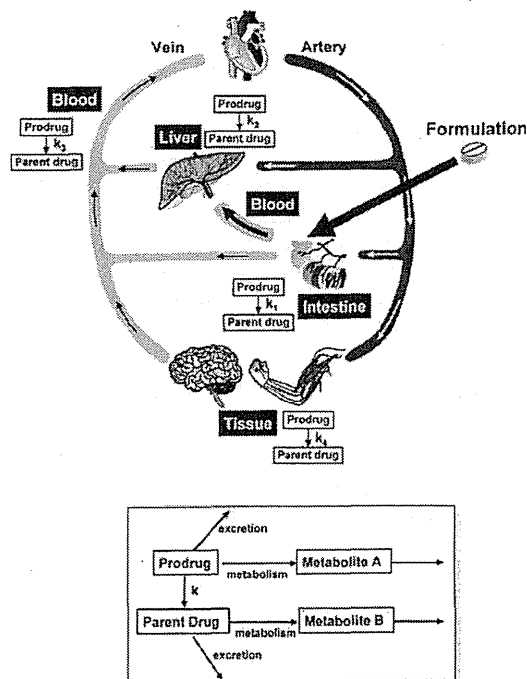 Vein
Artery
Blood
Prodrug
k3
Parent drug
Prodrug
k2
Parent drug
Liver
Formulation
Blood
Prodrug
k1
Parent drug
Intestine
Tissue
Prodrug
k4
Parent drug
excretion
Prodrug
metabolism
Metabolite A
k
Parent Drug
metabolism
Metabolite B
excretion